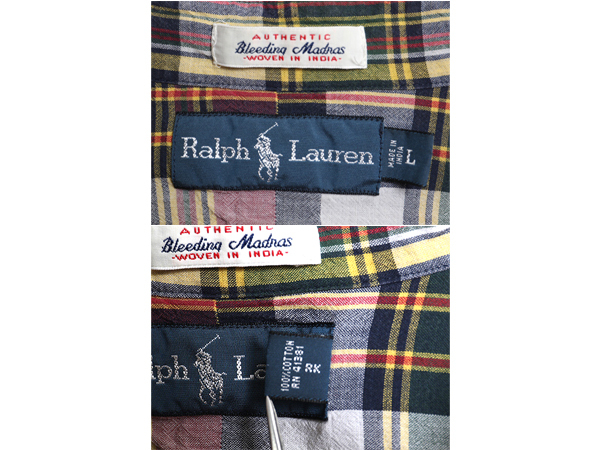 AUTHENTIC
Bleeding Madras
-WOVEN IN INDIA-
Ralph Lauren
MADE IN
INDIA
L
AUTHENTIC
Bleeding Madras
-WOVEN IN INDIA-
lph La
100% COTTON
RN 41381